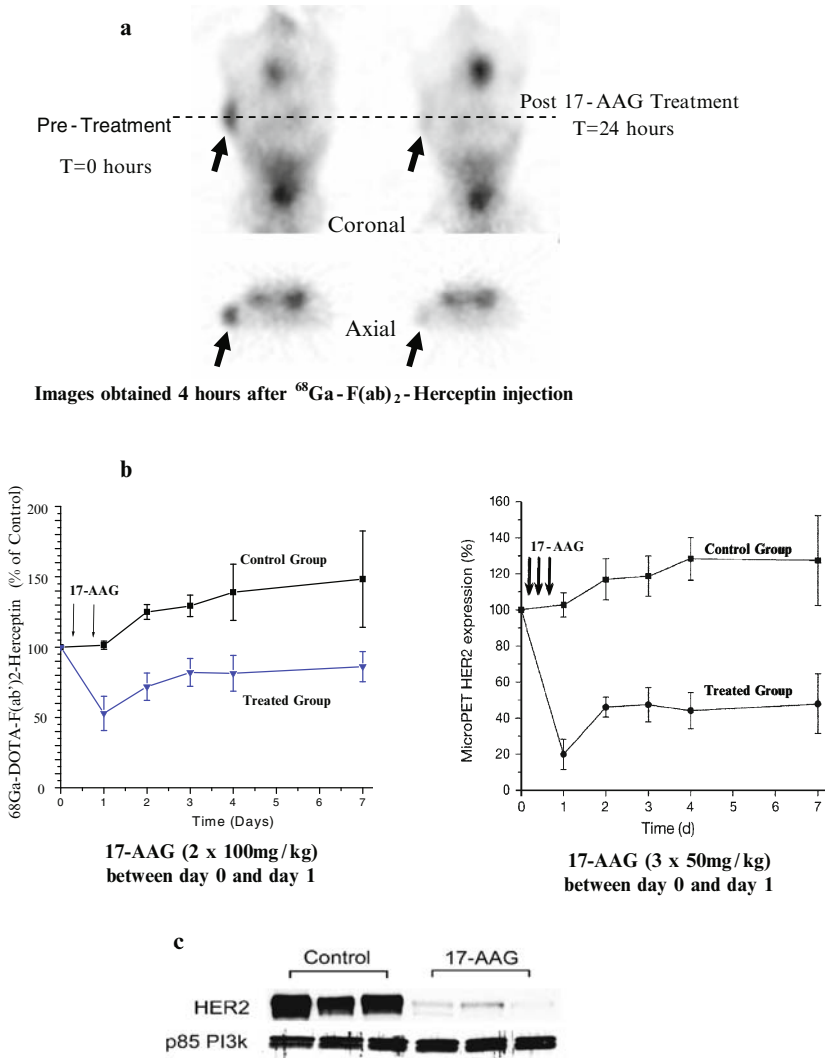 a
Pre-Treatment
T=0 hours
Post 17-AAG Treatment
T=24 hours
Coronal
Axial
Images obtained 4 hours after ⁶⁸Ga-F(ab)₂-Herceptin injection
b
68Ga-DOTA-F(ab')2-Herceptin (% of Control)
200
150
100
50
0
17-AAG
Control Group
Treated Group
0 1 2 3 4 5 6 7
Time (Days)
17-AAG (2 x 100mg/kg)
between day 0 and day 1
MicroPET HER2 expression (%)
160
140
120
100
80
60
40
20
0
17-AAG
Control Group
Treated Group
0 1 2 3 4 5 6 7
Time (d)
17-AAG (3 x 50mg/kg)
between day 0 and day 1
c
Control 17-AAG
HER2
p85 PI3k